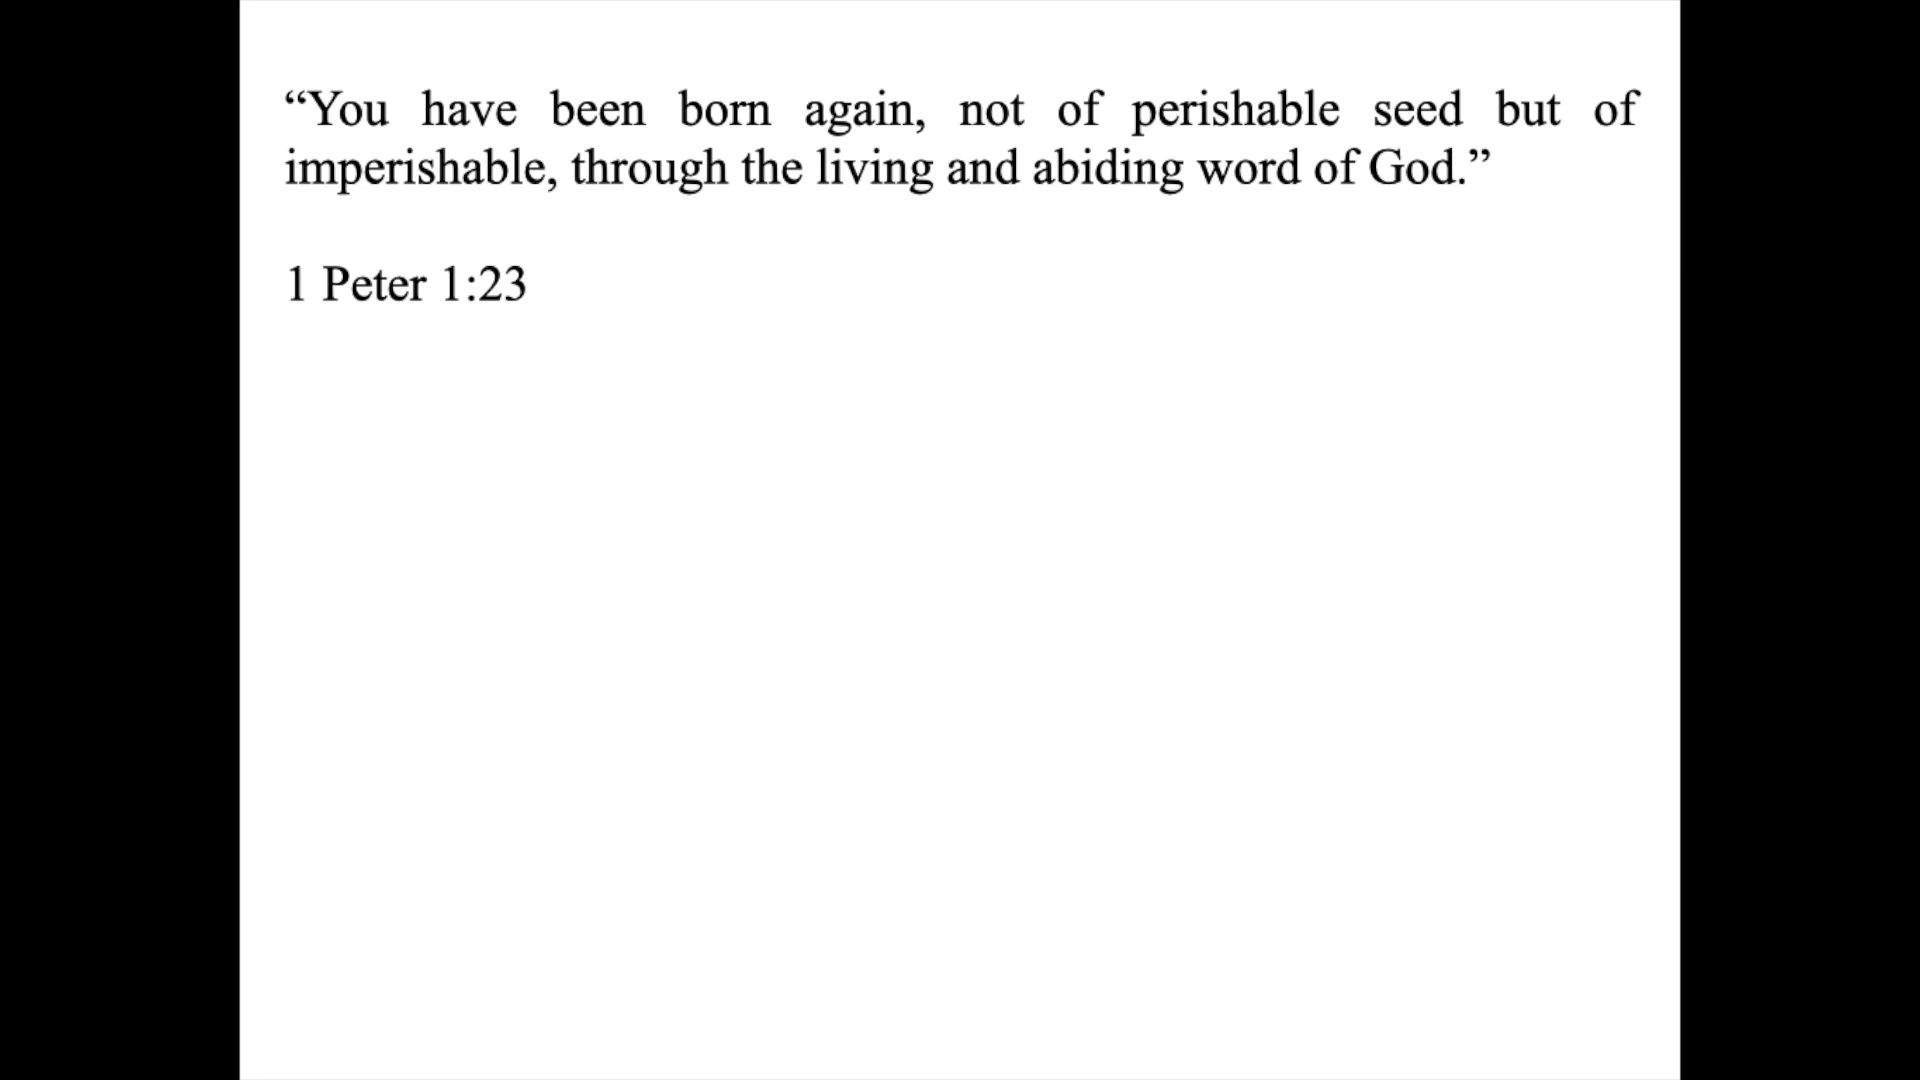 “You have been born again, not of perishable seed but of
imperishable, through the living and abiding word of God.”
1 Peter 1:23